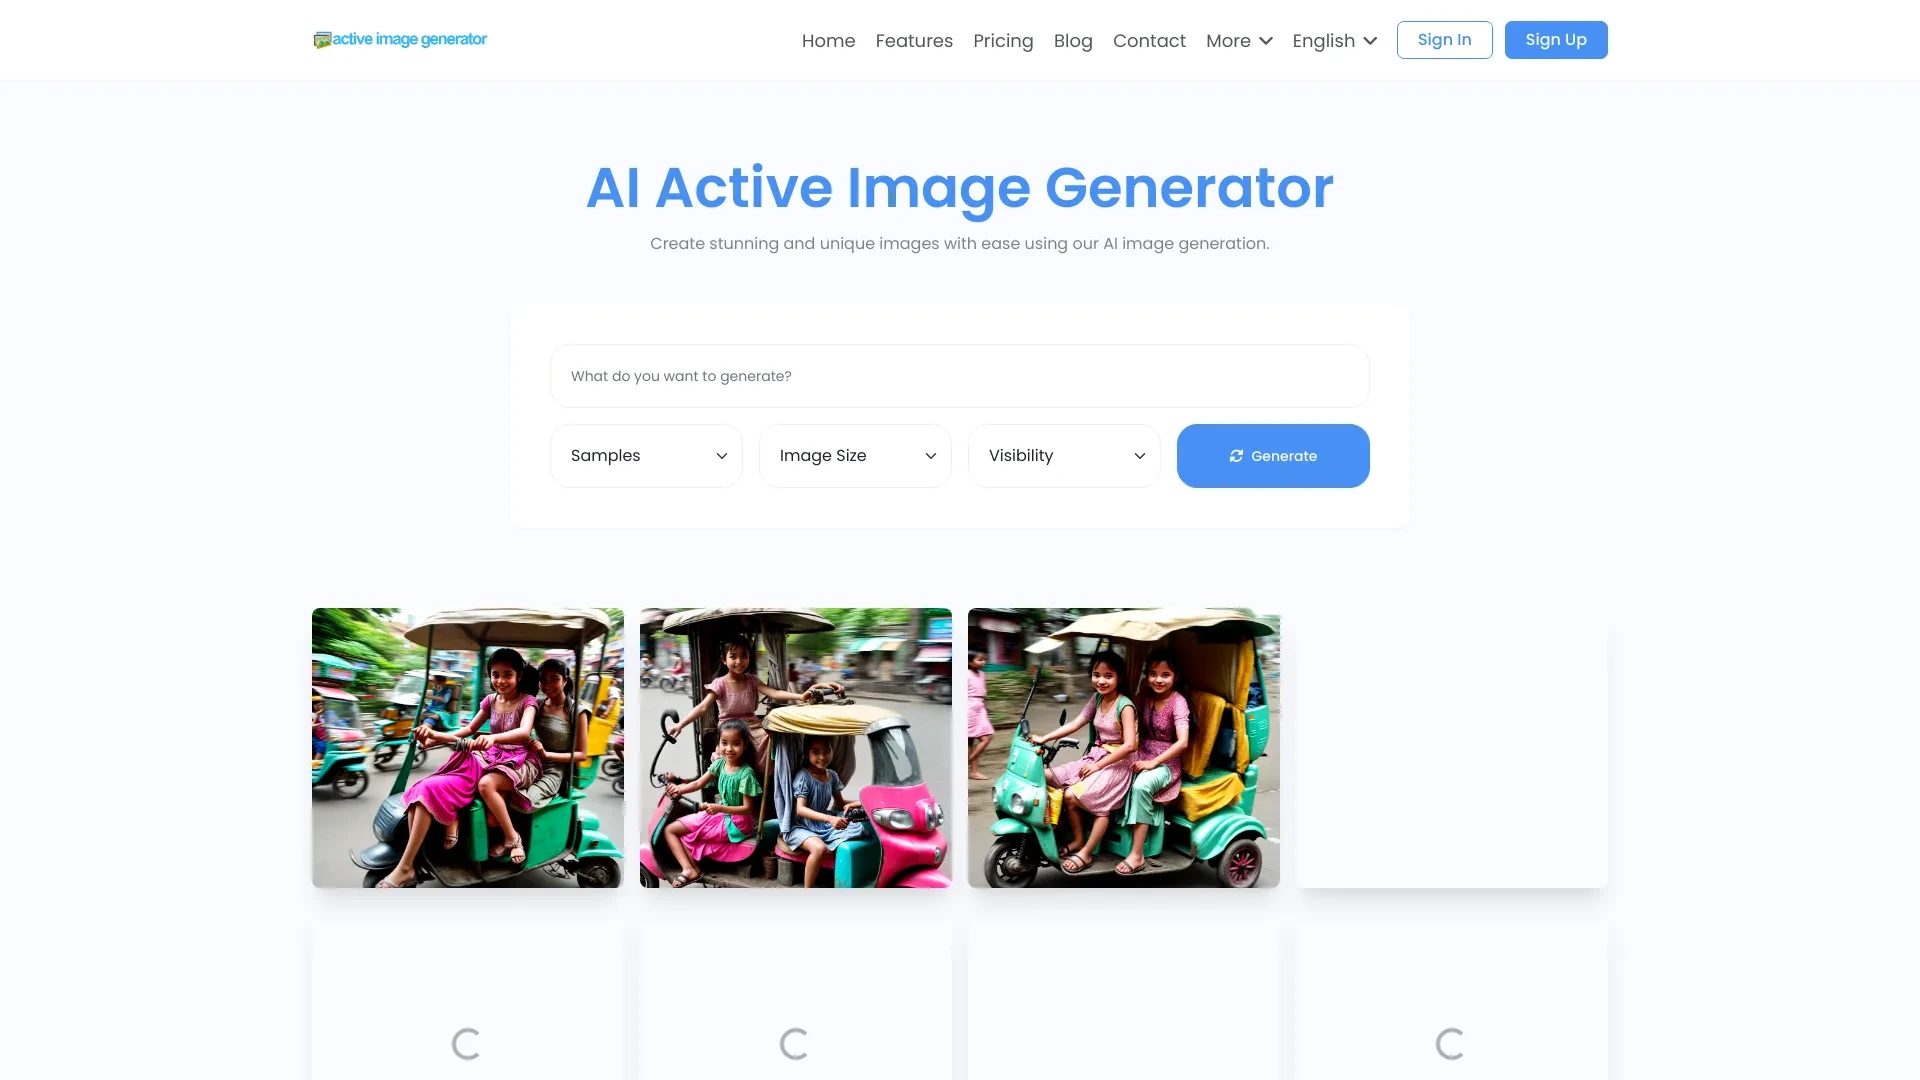 active image generator
Home Features Pricing Blog Contact More English Sign In Sign Up
AI Active Image Generator
Create stunning and unique images with ease using our AI image generation.
What do you want to generate?
Samples Image Size Visibility Generate